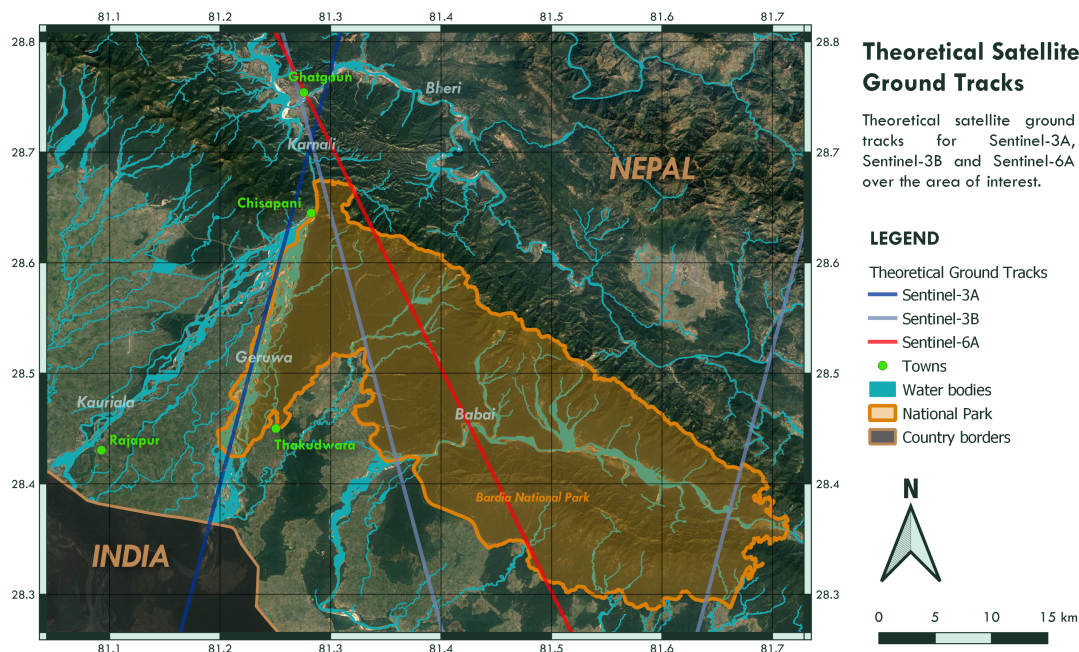 81.1 81.2 81.3 81.4 81.5 81.6 81.7
28.8 28.8
Theoretical Satellite
Ground Tracks
Theoretical satellite ground
tracks for Sentinel-3A,
Sentinel-3B and Sentinel-6A
over the area of interest.
Ghatgaun
Bheri
Karnali
28.7 28.7
NEPAL
Chisapani
LEGEND
28.6 28.6
Theoretical Ground Tracks
Sentinel-3A
Sentinel-3B
Sentinel-6A
Towns
Water bodies
National Park
Country borders
Geruwa
28.5 28.5
Kauriala
Babai
Rajapur
Thakudwara
28.4 28.4
Bardia National Park
N
INDIA
28.3 28.3
0 5 10 15 km
81.1 81.2 81.3 81.4 81.5 81.6 81.7